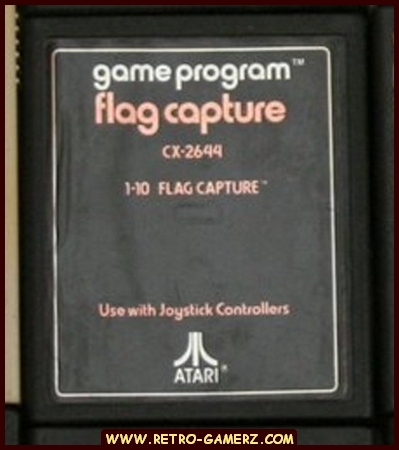 game program™
flag capture
CX-2644
1-10 FLAG CAPTURE™
Use with Joystick Controllers
ATARI®
WWW.RETRO-GAMERZ.COM